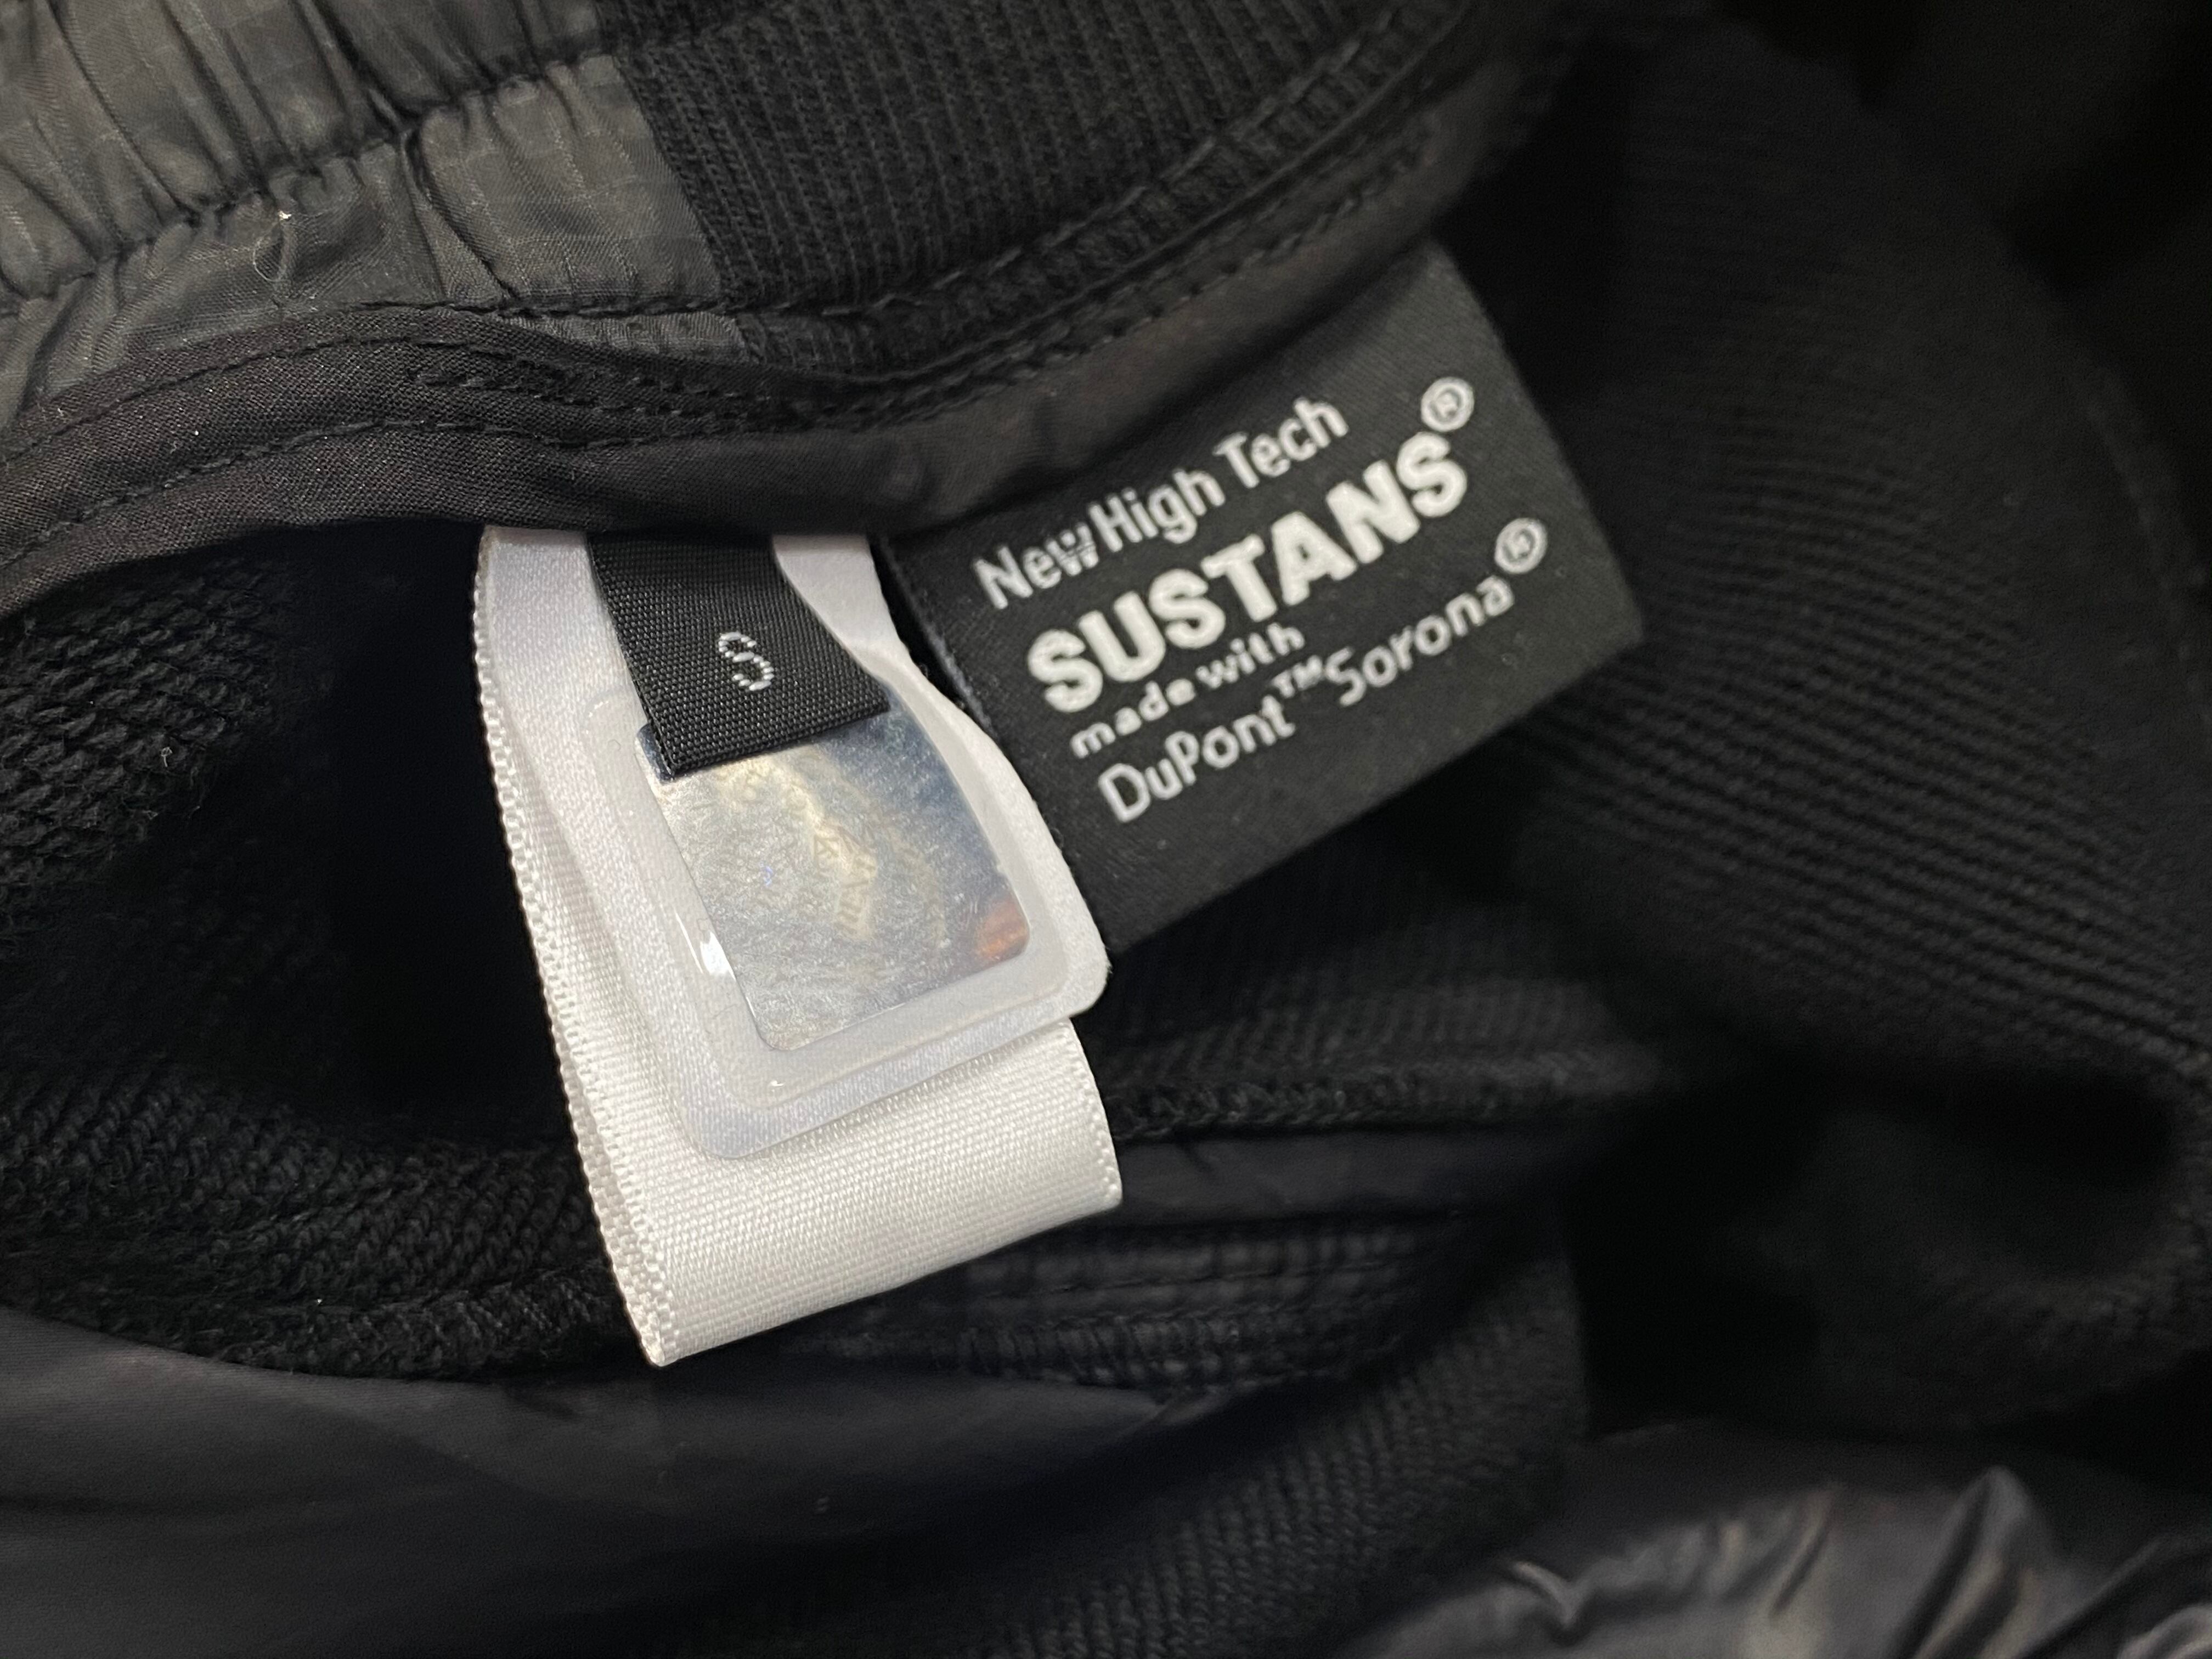 S
New High Tech
SUSTANS®
made with
DuPont™ Sorona®